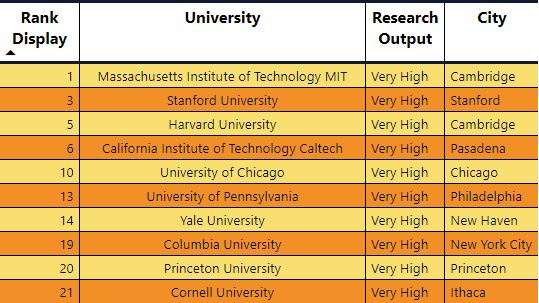 Rank Display University Research Output City
1 Massachusetts Institute of Technology MIT Very High Cambridge
3 Stanford University Very High Stanford
5 Harvard University Very High Cambridge
6 California Institute of Technology Caltech Very High Pasadena
10 University of Chicago Very High Chicago
13 University of Pennsylvania Very High Philadelphia
14 Yale University Very High New Haven
19 Columbia University Very High New York City
20 Princeton University Very High Princeton
21 Cornell University Very High Ithaca